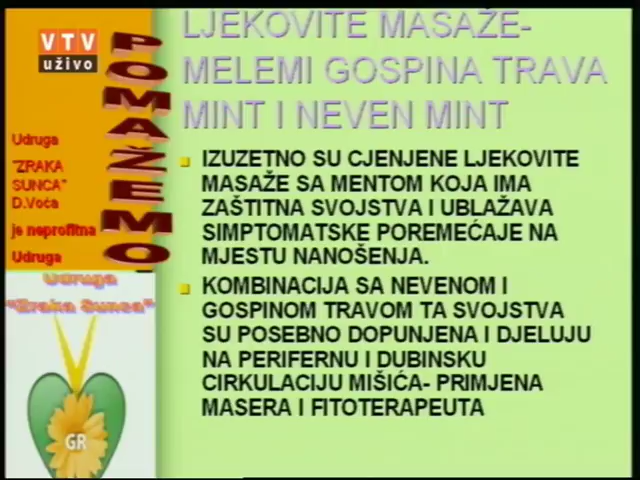 VTV
uživo
POMAŽEMO
Udruga
"ZRAKA
SUNCA"
D.Voća
je neprofitna
Udruga
Udruga
"Zraka Sunca"
GR
LJEKOVITE MASAŽE-
MELEMI GOSPINA TRAVA
MINT I NEVEN MINT
IZUZETNO SU CJENJENE LJEKOVITE
MASAŽE SA MENTOM KOJA IMA
ZAŠTITNA SVOJSTVA I UBLAŽAVA
SIMPTOMATSKE POREMEĆAJE NA
MJESTU NANOŠENJA.
KOMBINACIJA SA NEVENOM I
GOSPINOM TRAVOM TA SVOJSTVA
SU POSEBNO DOPUNJENA I DJELUJU
NA PERIFERNU I DUBINSKU
CIRKULACIJU MIŠIĆA- PRIMJENA
MASERA I FITOTERAPEUTA